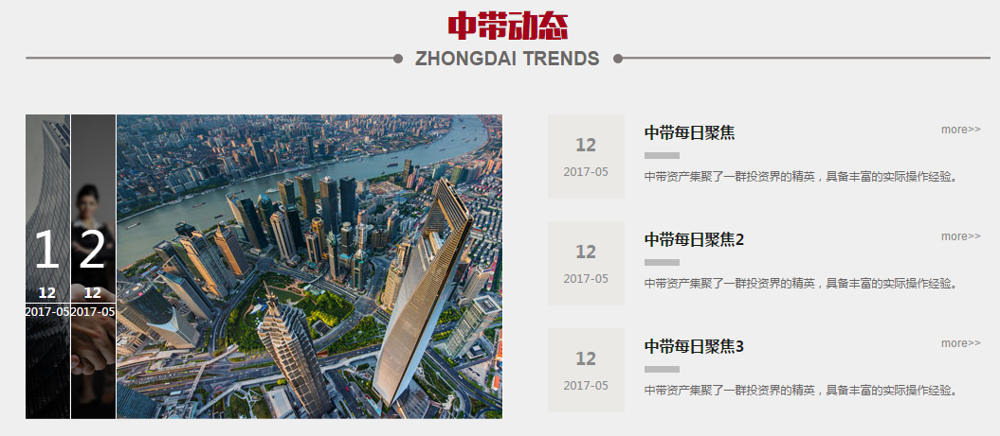 中带动态
ZHONGDAI TRENDS
1
12
2017-05
2
12
2017-05
12
2017-05
中带每日聚焦
more>>
中带资产集聚了一群投资界的精英，具备丰富的实际操作经验。
12
2017-05
中带每日聚焦2
more>>
中带资产集聚了一群投资界的精英，具备丰富的实际操作经验。
12
2017-05
中带每日聚焦3
more>>
中带资产集聚了一群投资界的精英，具备丰富的实际操作经验。